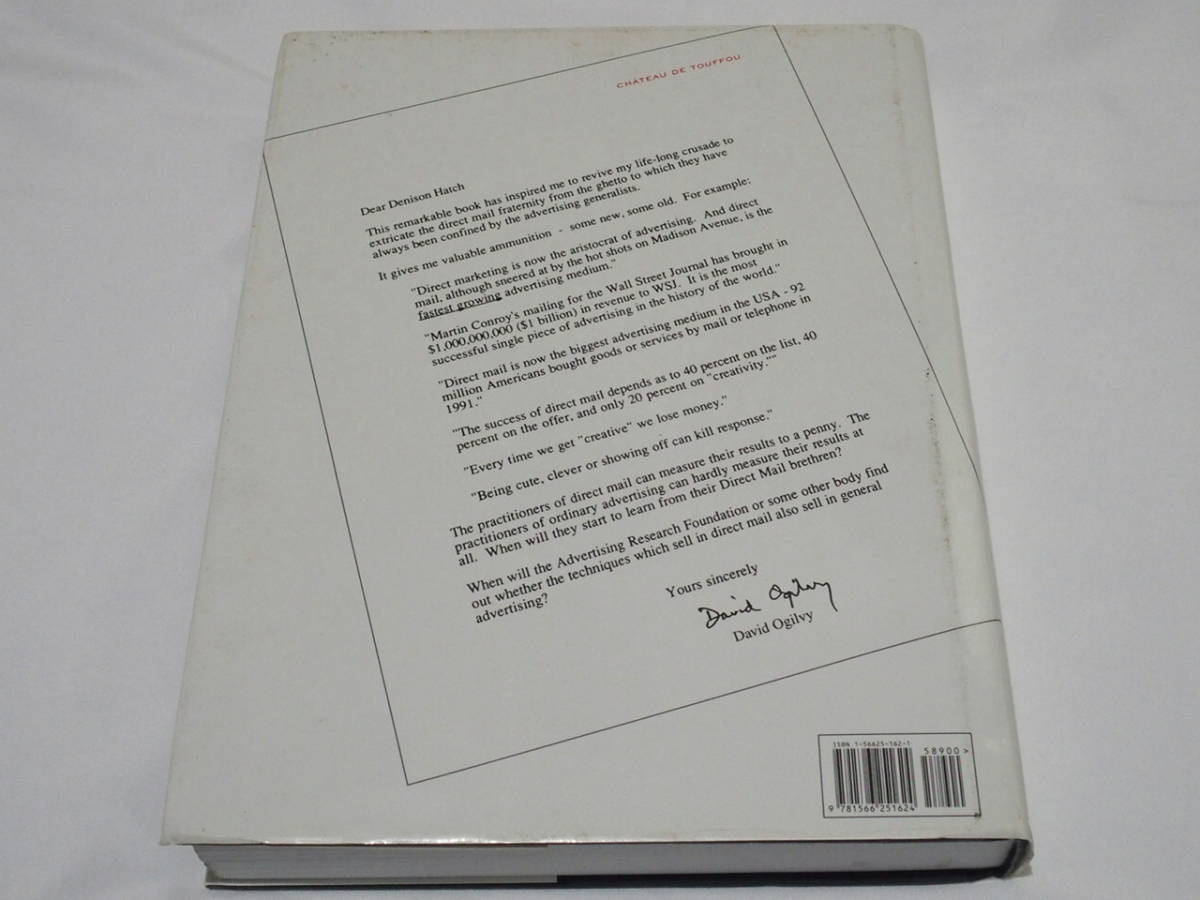 CHÂTEAU DE TOUFFOU
Dear Denison Hatch
This remarkable book has inspired me to revive my life-long crusade to
extricate the direct mail fraternity from the ghetto to which they have
always been confined by the advertising generalists.
It gives me valuable ammunition - some new, some old. For example:
"Direct marketing is now the aristocrat of advertising. And direct
mail, although sneered at by the hot shots on Madison Avenue, is the
fastest growing advertising medium."
"Martin Conroy's mailing for the Wall Street Journal has brought in
$1,000,000,000 ($1 billion) in revenue to WSJ. It is the most
successful single piece of advertising in the history of the world."
"Direct mail is now the biggest advertising medium in the USA - 92
million Americans bought goods or services by mail or telephone in
1991."
"The success of direct mail depends as to 40 percent on the list, 40
percent on the offer, and only 20 percent on "creativity.""
"Every time we get "creative" we lose money."
"Being cute, clever or showing off can kill response."
The practitioners of direct mail can measure their results to a penny. The
practitioners of ordinary advertising can hardly measure their results at
all. When will they start to learn from their Direct Mail brethren?
When will the Advertising Research Foundation or some other body find
out whether the techniques which sell in direct mail also sell in general
advertising?
Yours sincerely
David Ogilvy
David Ogilvy
ISBN 1-56625-162-1
58900>
9 781566 251624